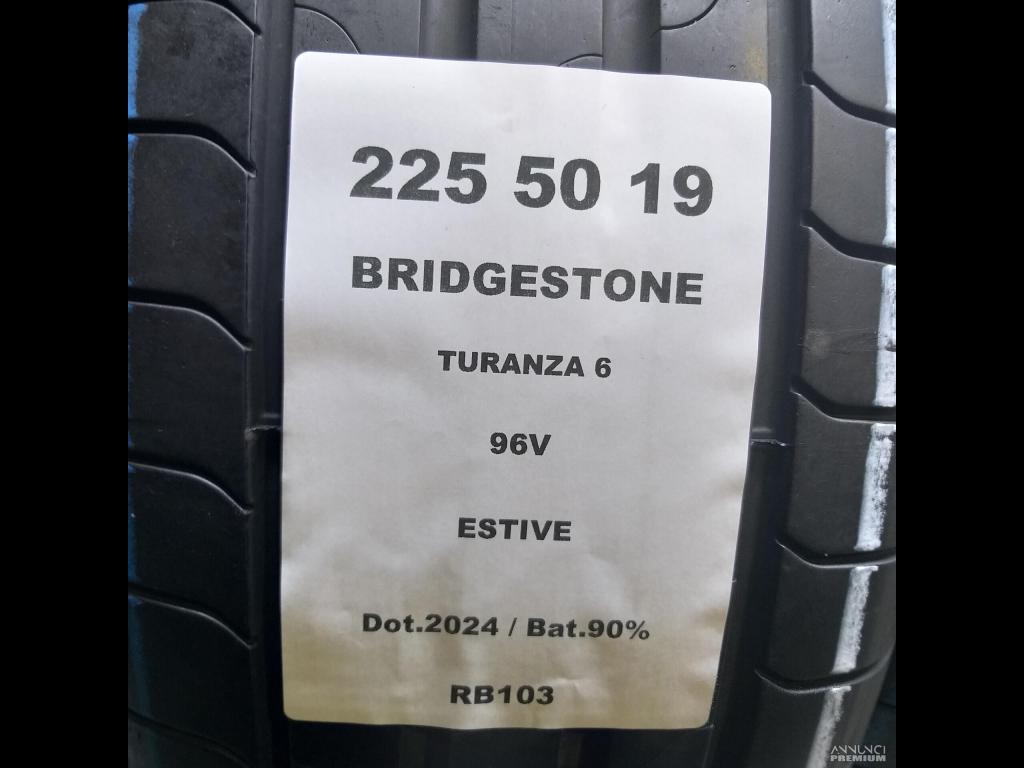 225 50 19
BRIDGESTONE
TURANZA 6
96V
ESTIVE
Dot.2024 / Bat.90%
RB103
ANNUNCI
PREMIUM